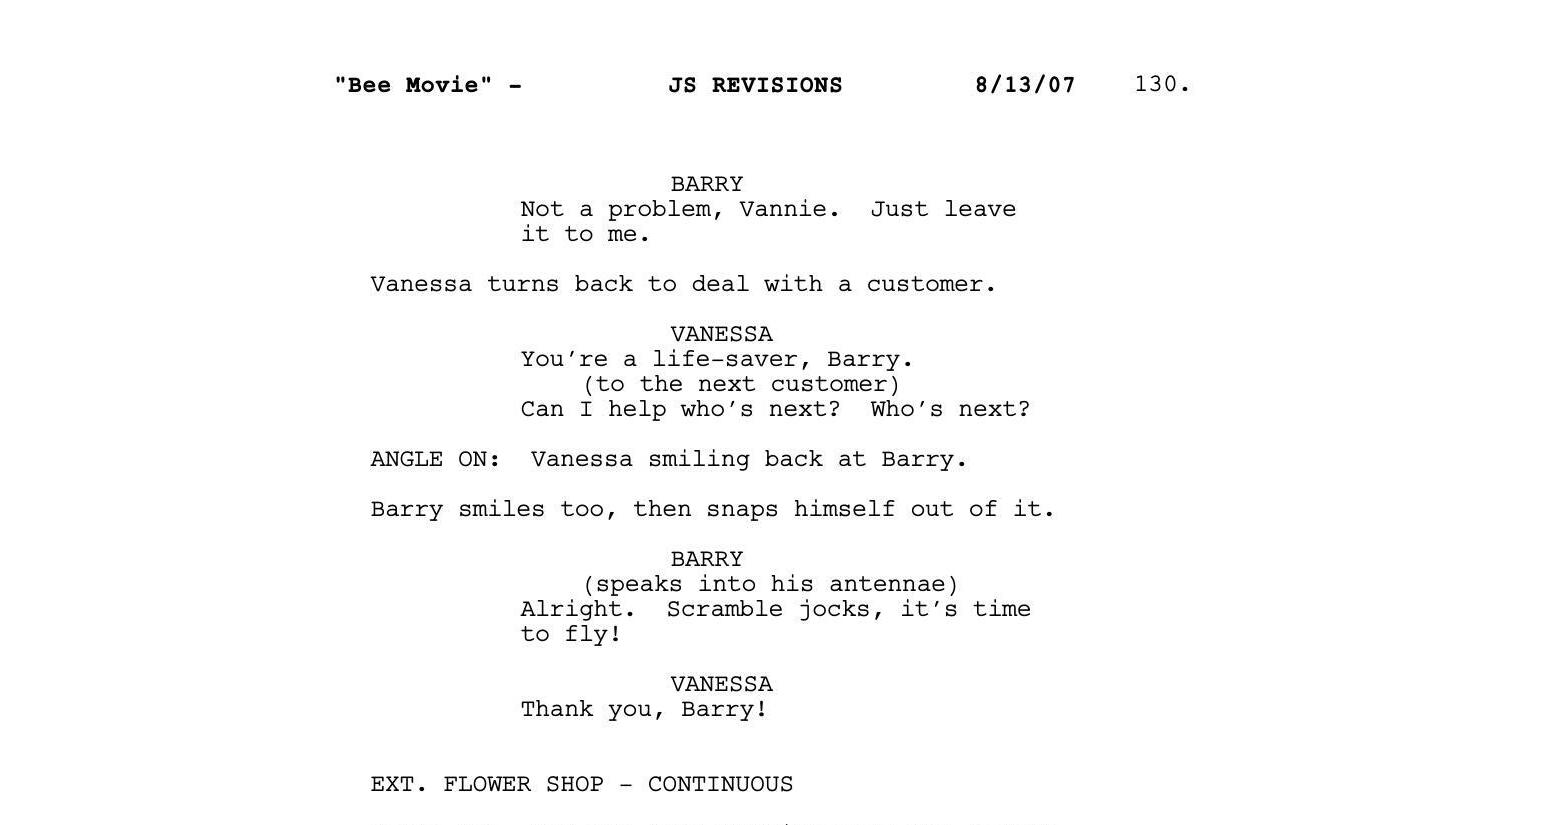 "Bee Movie" - JS REVISIONS 8/13/07 130.
BARRY
Not a problem, Vannie. Just leave
it to me.
Vanessa turns back to deal with a customer.
VANESSA
You're a life-saver, Barry.
(to the next customer)
Can I help who's next? Who's next?
ANGLE ON: Vanessa smiling back at Barry.
Barry smiles too, then snaps himself out of it.
BARRY
(speaks into his antennae)
Alright. Scramble jocks, it's time
to fly!
VANESSA
Thank you, Barry!
EXT. FLOWER SHOP - CONTINUOUS